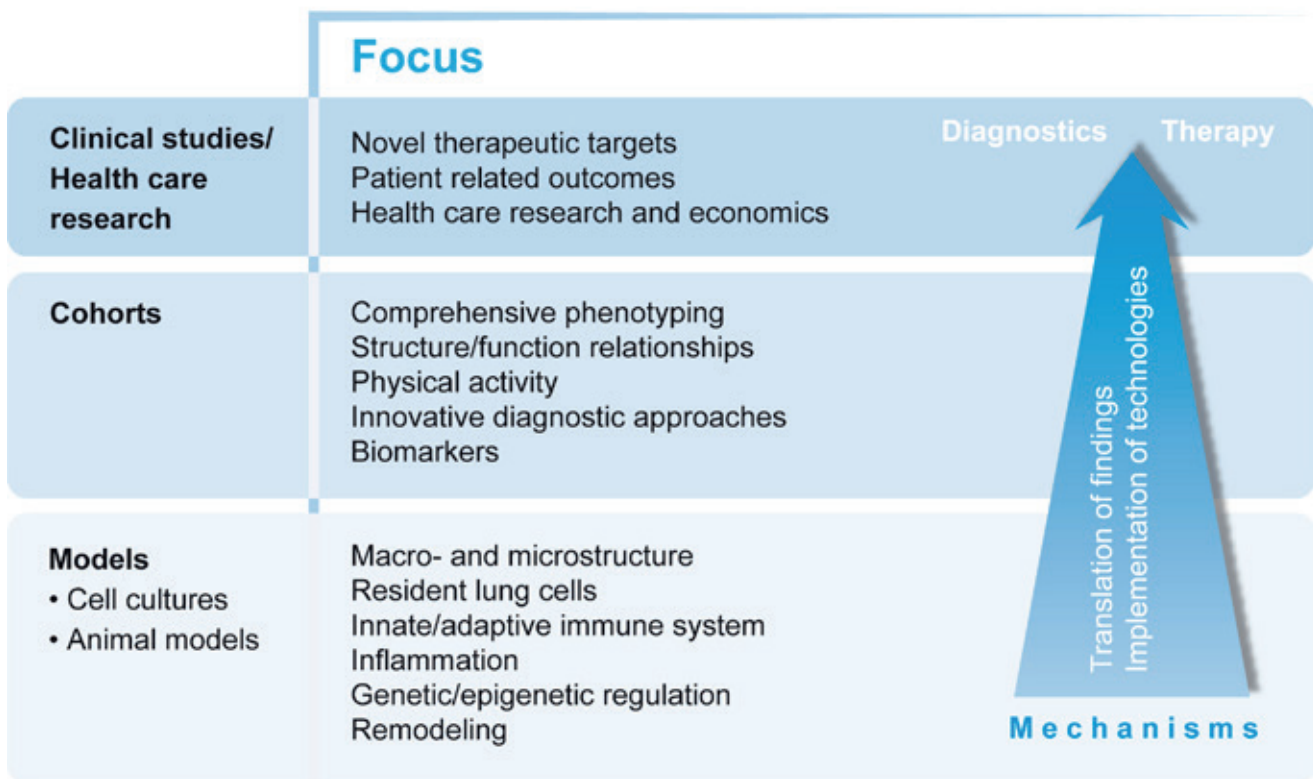 Focus
Clinical studies/
Health care
research
Novel therapeutic targets
Patient related outcomes
Health care research and economics
Diagnostics Therapy
Cohorts
Comprehensive phenotyping
Structure/function relationships
Physical activity
Innovative diagnostic approaches
Biomarkers
Models
• Cell cultures
• Animal models
Macro- and microstructure
Resident lung cells
Innate/adaptive immune system
Inflammation
Genetic/epigenetic regulation
Remodeling
Translation of findings
Implementation of technologies
Mechanisms